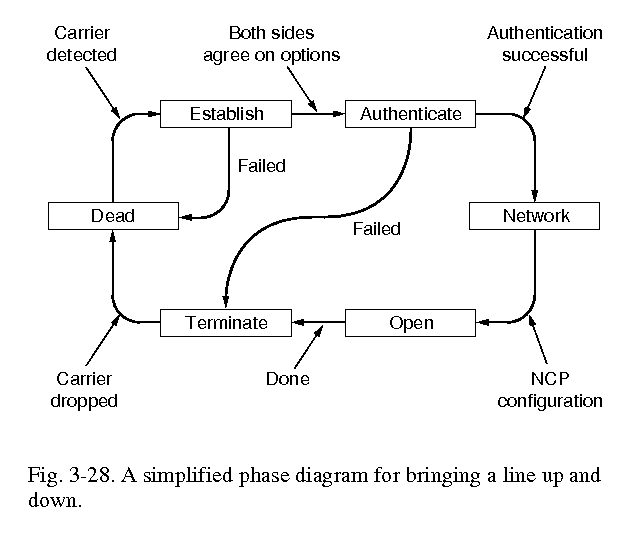 Carrier
detected
Both sides
agree on options
Authentication
successful
Establish
Authenticate
Failed
Dead
Failed
Network
Terminate
Open
Carrier
dropped
Done
NCP
configuration
Fig. 3-28. A simplified phase diagram for bringing a line up and
down.